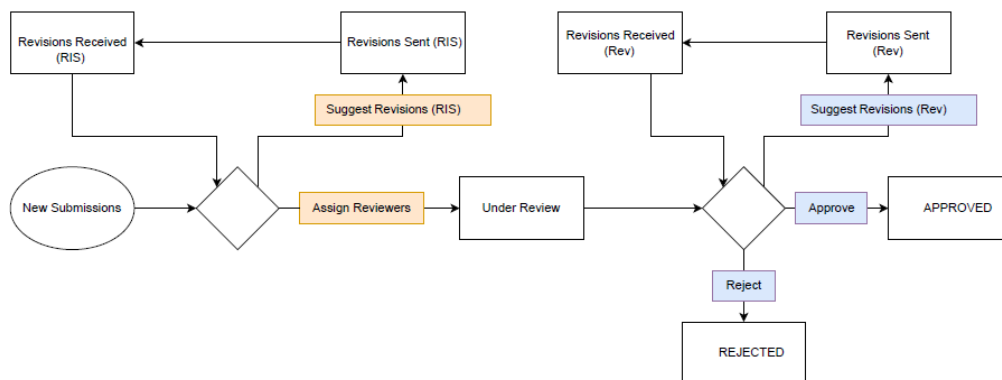 Revisions Received
(RIS)
Revisions Sent (RIS)
Revisions Received
(Rev)
Revisions Sent
(Rev)
Suggest Revisions (RIS)
Suggest Revisions (Rev)
New Submissions
Assign Reviewers
Under Review
Approve
APPROVED
Reject
REJECTED